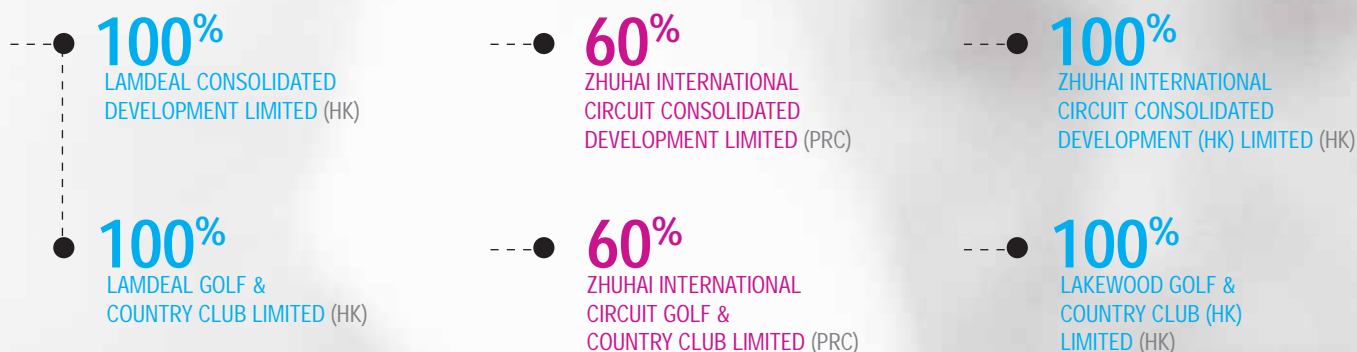 100%
LAMDEAL CONSOLIDATED
DEVELOPMENT LIMITED (HK)
60%
ZHUHAI INTERNATIONAL
CIRCUIT CONSOLIDATED
DEVELOPMENT LIMITED (PRC)
100%
ZHUHAI INTERNATIONAL
CIRCUIT CONSOLIDATED
DEVELOPMENT (HK) LIMITED (HK)
100%
LAMDEAL GOLF &
COUNTRY CLUB LIMITED (HK)
60%
ZHUHAI INTERNATIONAL
CIRCUIT GOLF &
COUNTRY CLUB LIMITED (PRC)
100%
LAKEWOOD GOLF &
COUNTRY CLUB (HK)
LIMITED (HK)